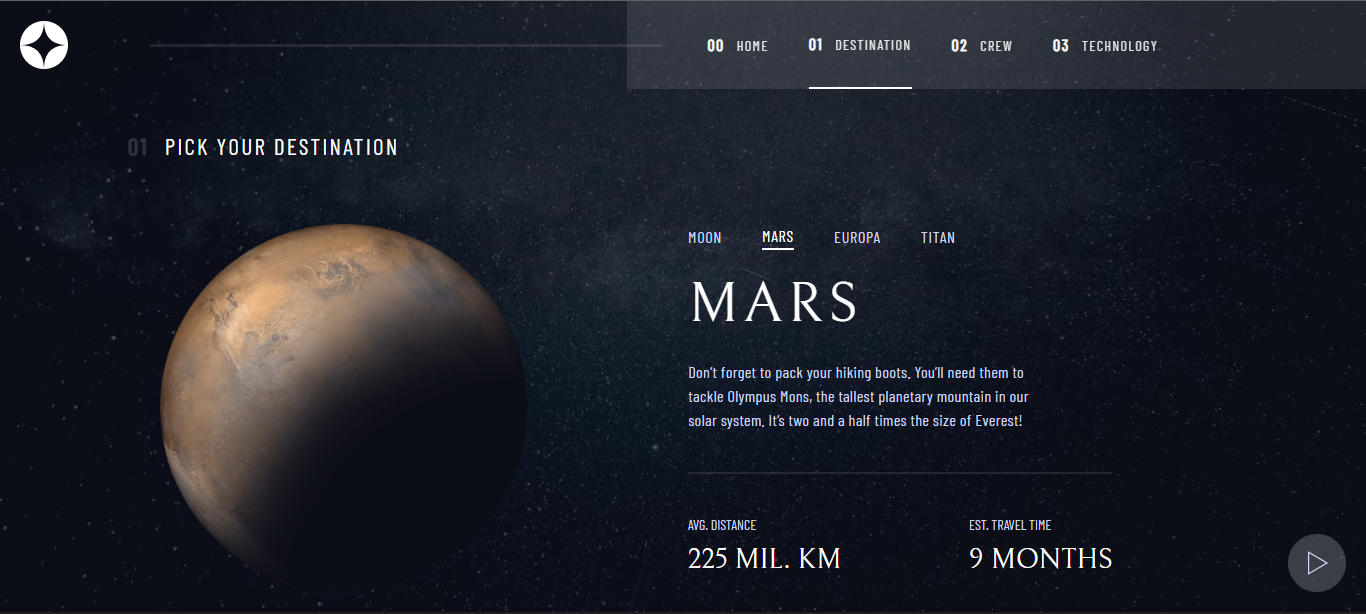 00 HOME 01 DESTINATION 02 CREW 03 TECHNOLOGY
01 PICK YOUR DESTINATION
MOON MARS EUROPA TITAN
MARS
Don't forget to pack your hiking boots. You'll need them to
tackle Olympus Mons, the tallest planetary mountain in our
solar system. It's two and a half times the size of Everest!
AVG. DISTANCE EST. TRAVEL TIME
225 MIL. KM 9 MONTHS